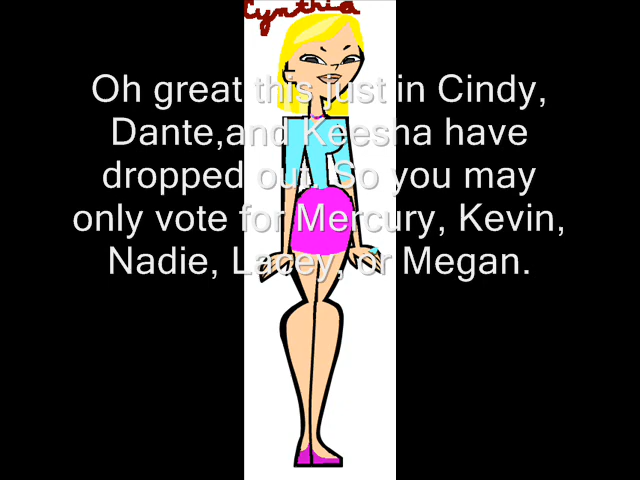 Cynthia
Oh great this just in Cindy,
Dante,and Keesha have
dropped out. So you may
only vote for Mercury, Kevin,
Nadie, Lacey, or Megan.